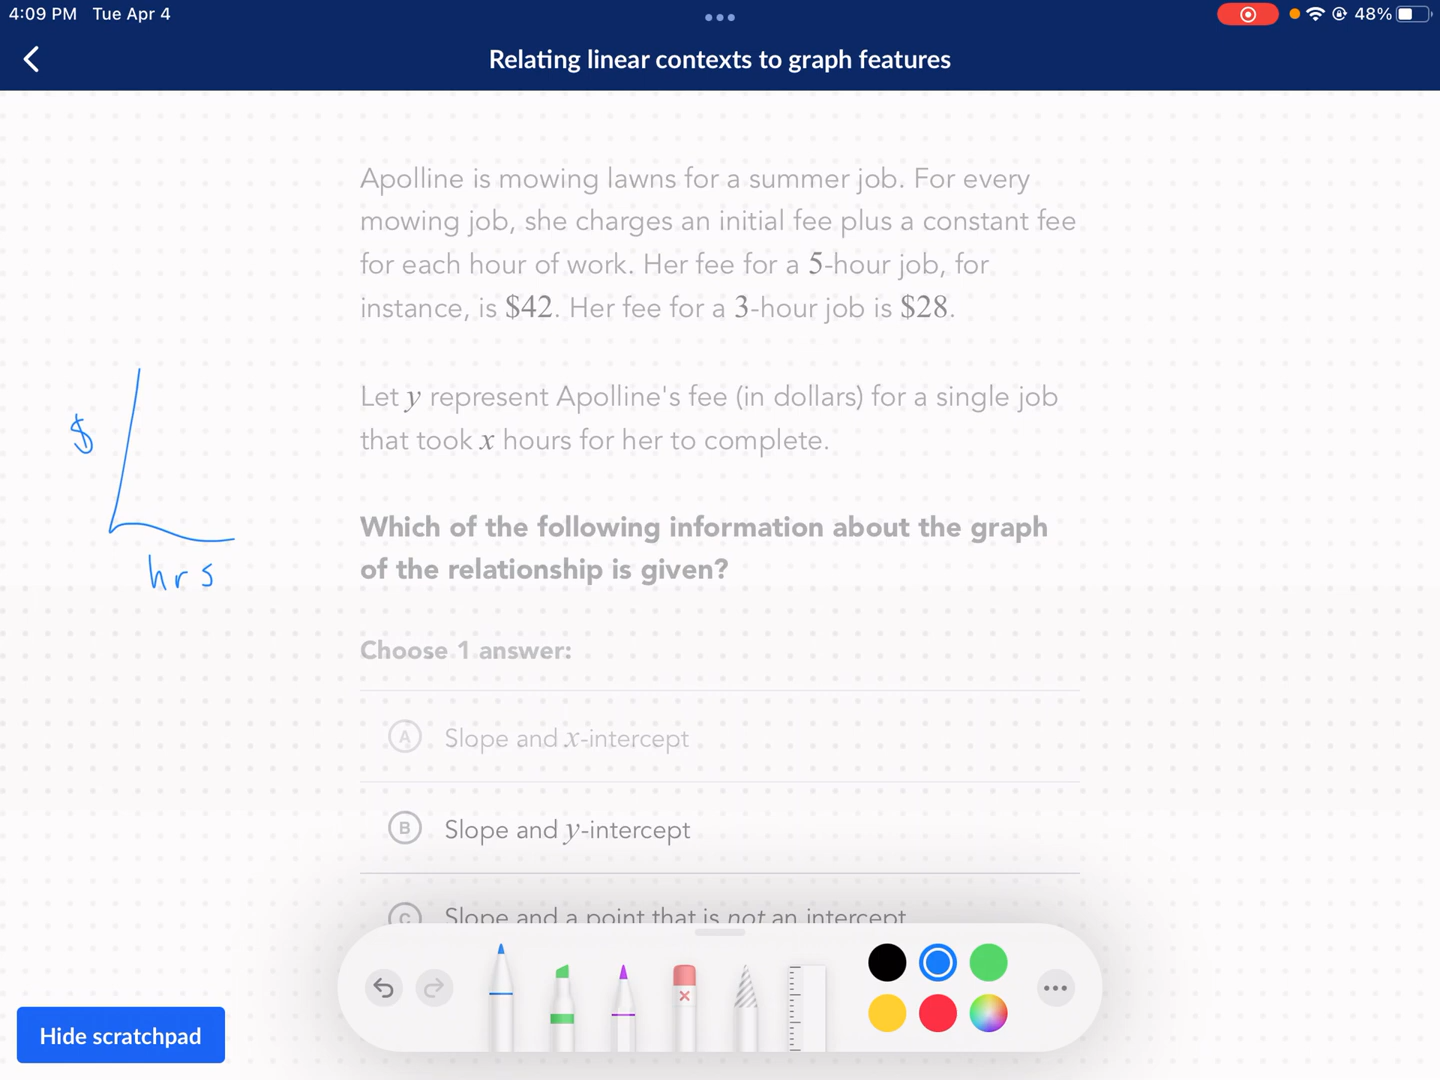 4:09 PM Tue Apr 4
48%
Relating linear contexts to graph features
Apolline is mowing lawns for a summer job. For every
mowing job, she charges an initial fee plus a constant fee
for each hour of work. Her fee for a 5-hour job, for
instance, is $42. Her fee for a 3-hour job is $28.
Let y represent Apolline's fee (in dollars) for a single job
that took x hours for her to complete.
$
hrs
Which of the following information about the graph
of the relationship is given?
Choose 1 answer:
A Slope and x-intercept
B Slope and y-intercept
C Slope and a point that is not an intercept
Hide scratchpad